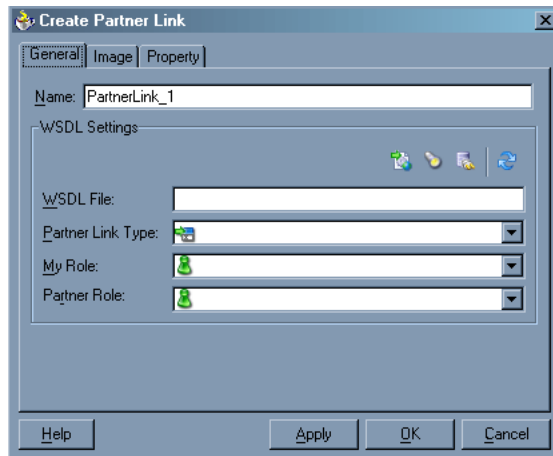 Create Partner Link
General Image Property
Name: PartnerLink_1
WSDL Settings
WSDL File:
Partner Link Type:
My Role:
Partner Role:
Help Apply OK Cancel